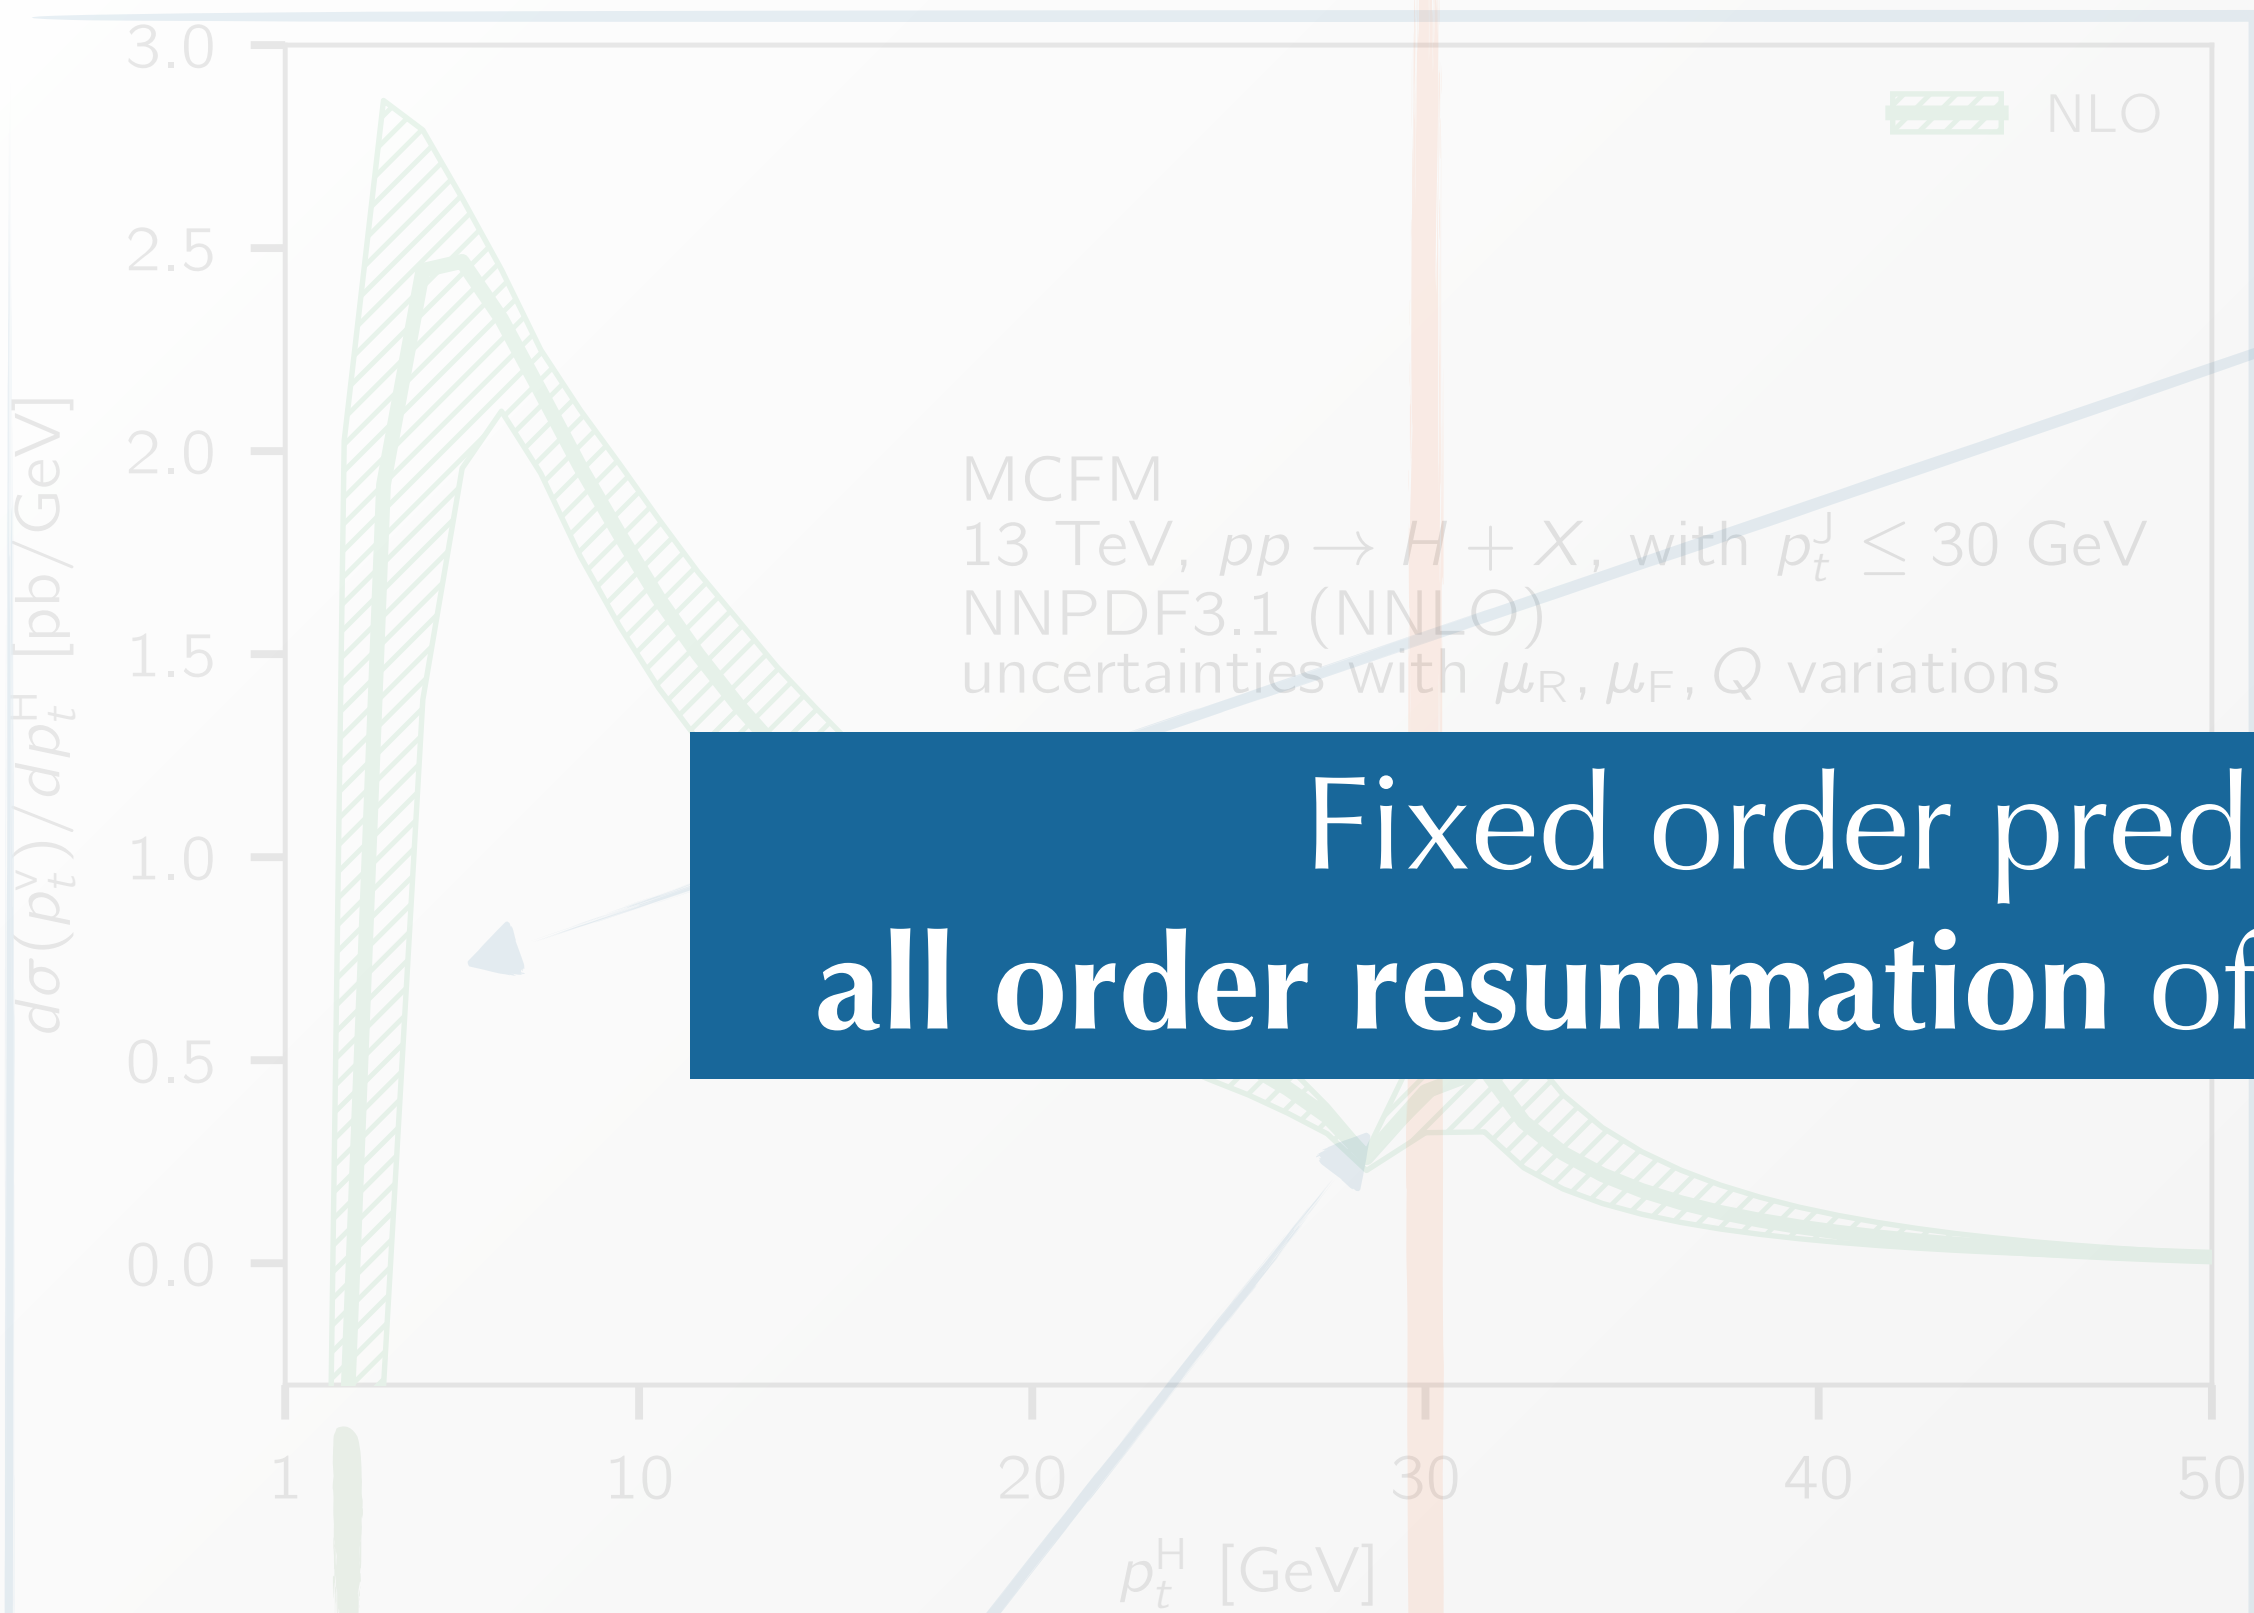 3.0
NLO
2.5
2.0
MCFM
13 TeV, pp → H + X, with p_t^J ≤ 30 GeV
NNPDF3.1 (NNLO)
uncertainties with μ_R, μ_F, Q variations
1.5
1.0
0.5
0.0
dσ(p_t^v)/dp_t^H [pb/GeV]
Fixed order pred
all order resummation of
1 10 20 30 40 50
p_t^H [GeV]